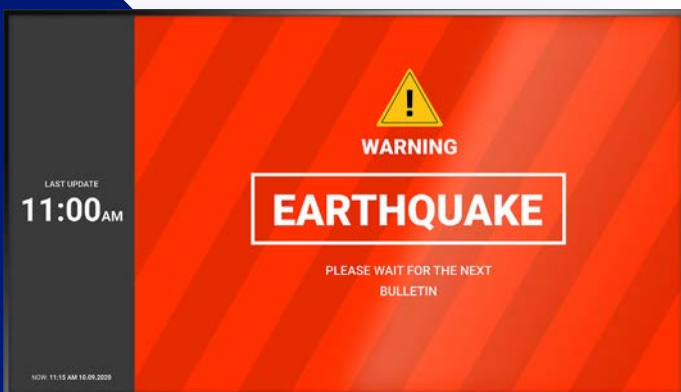 LAST UPDATE
11:00AM
NOW: 11:15 AM 10.09.2020
!
WARNING
EARTHQUAKE
PLEASE WAIT FOR THE NEXT
BULLETIN